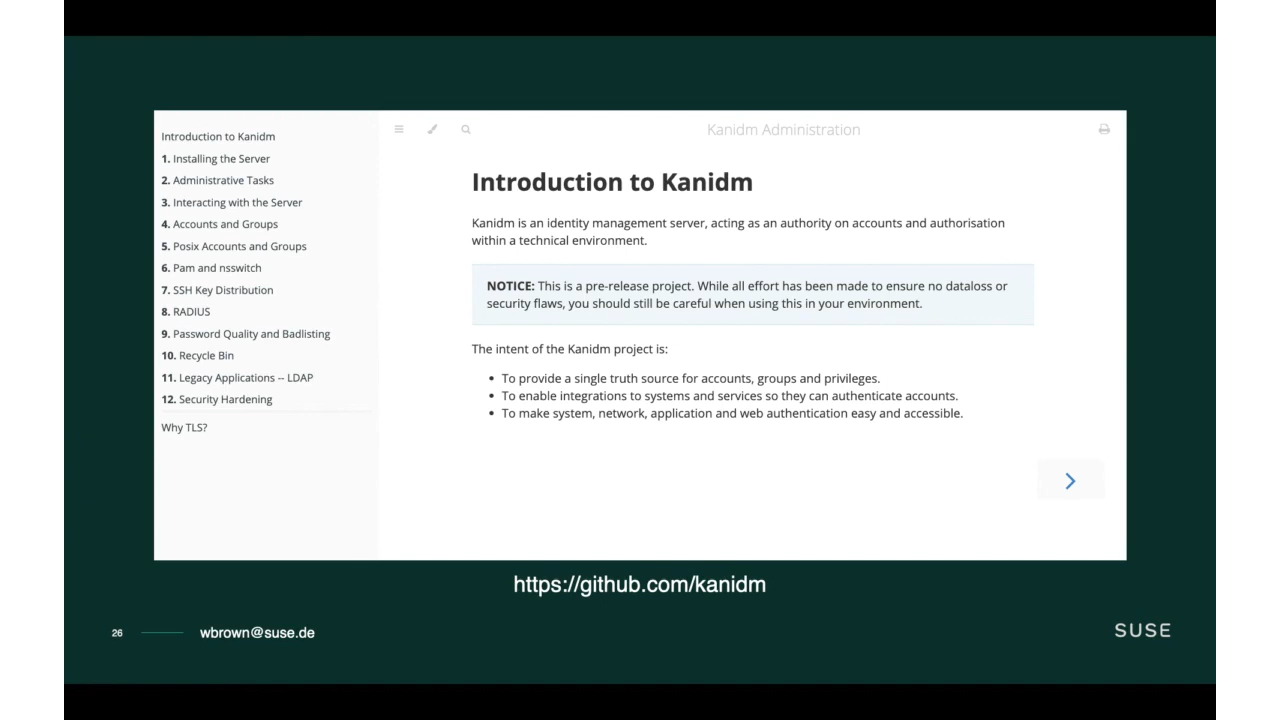 Introduction to Kanidm
1. Installing the Server
2. Administrative Tasks
3. Interacting with the Server
4. Accounts and Groups
5. Posix Accounts and Groups
6. Pam and nsswitch
7. SSH Key Distribution
8. RADIUS
9. Password Quality and Badlisting
10. Recycle Bin
11. Legacy Applications -- LDAP
12. Security Hardening
Why TLS?
Kanidm Administration
Introduction to Kanidm
Kanidm is an identity management server, acting as an authority on accounts and authorisation
within a technical environment.
NOTICE: This is a pre-release project. While all effort has been made to ensure no dataloss or
security flaws, you should still be careful when using this in your environment.
The intent of the Kanidm project is:
• To provide a single truth source for accounts, groups and privileges.
• To enable integrations to systems and services so they can authenticate accounts.
• To make system, network, application and web authentication easy and accessible.
https://github.com/kanidm
26
wbrown@suse.de
SUSE